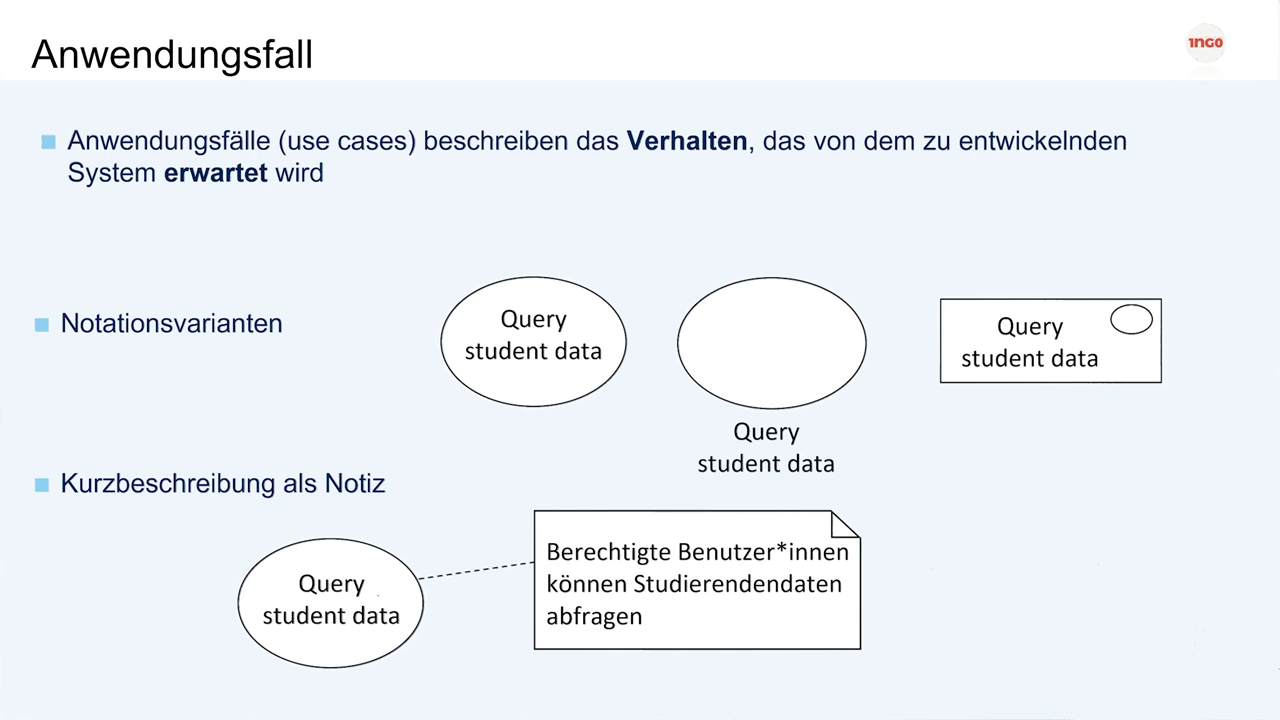 Anwendungsfall
1NGO
Anwendungsfälle (use cases) beschreiben das Verhalten, das von dem zu entwickelnden
System erwartet wird
Notationsvarianten
Query
student data
Query
student data
Query
student data
Kurzbeschreibung als Notiz
Query
student data
Berechtigte Benutzer*innen
können Studierendendaten
abfragen